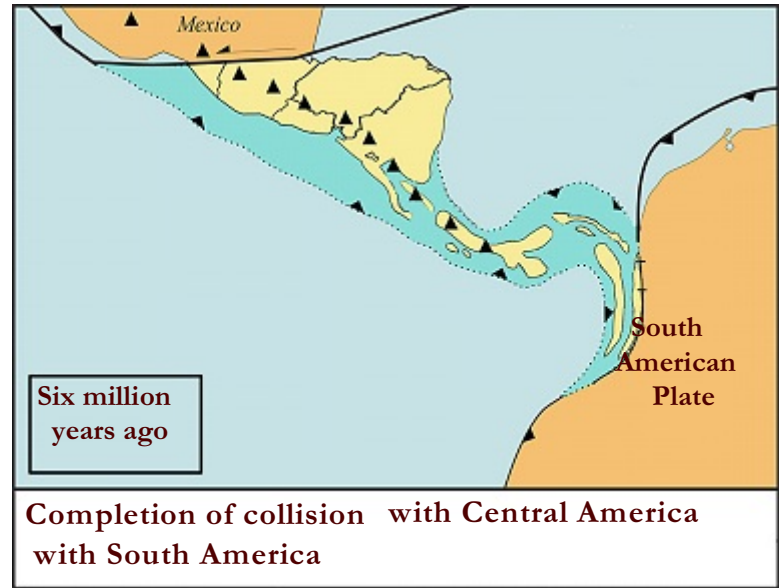 Mexico
South
American
Plate
Six million
years ago
Completion of collision with Central America
with South America